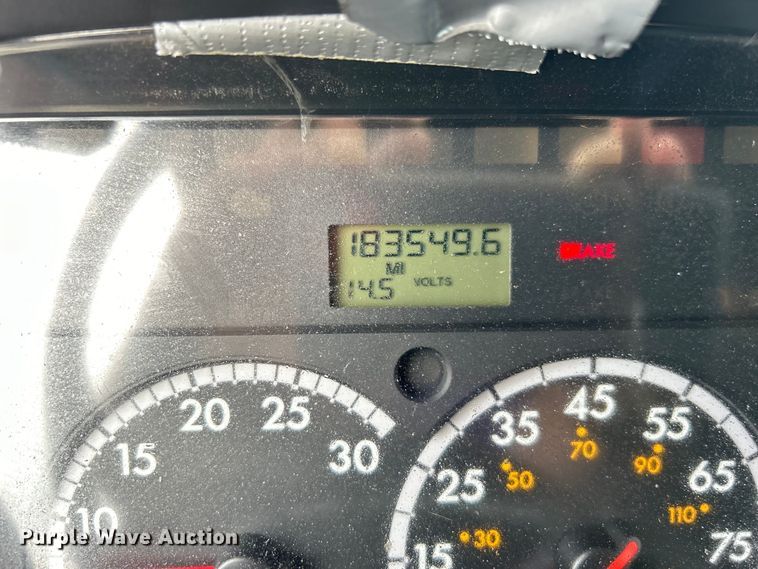 183549.6
MI
14.5 VOLTS
BRAKE
10 15 20 25 30
15 25 35 45 55 65 75
30 50 70 90 110
Purple Wave Auction